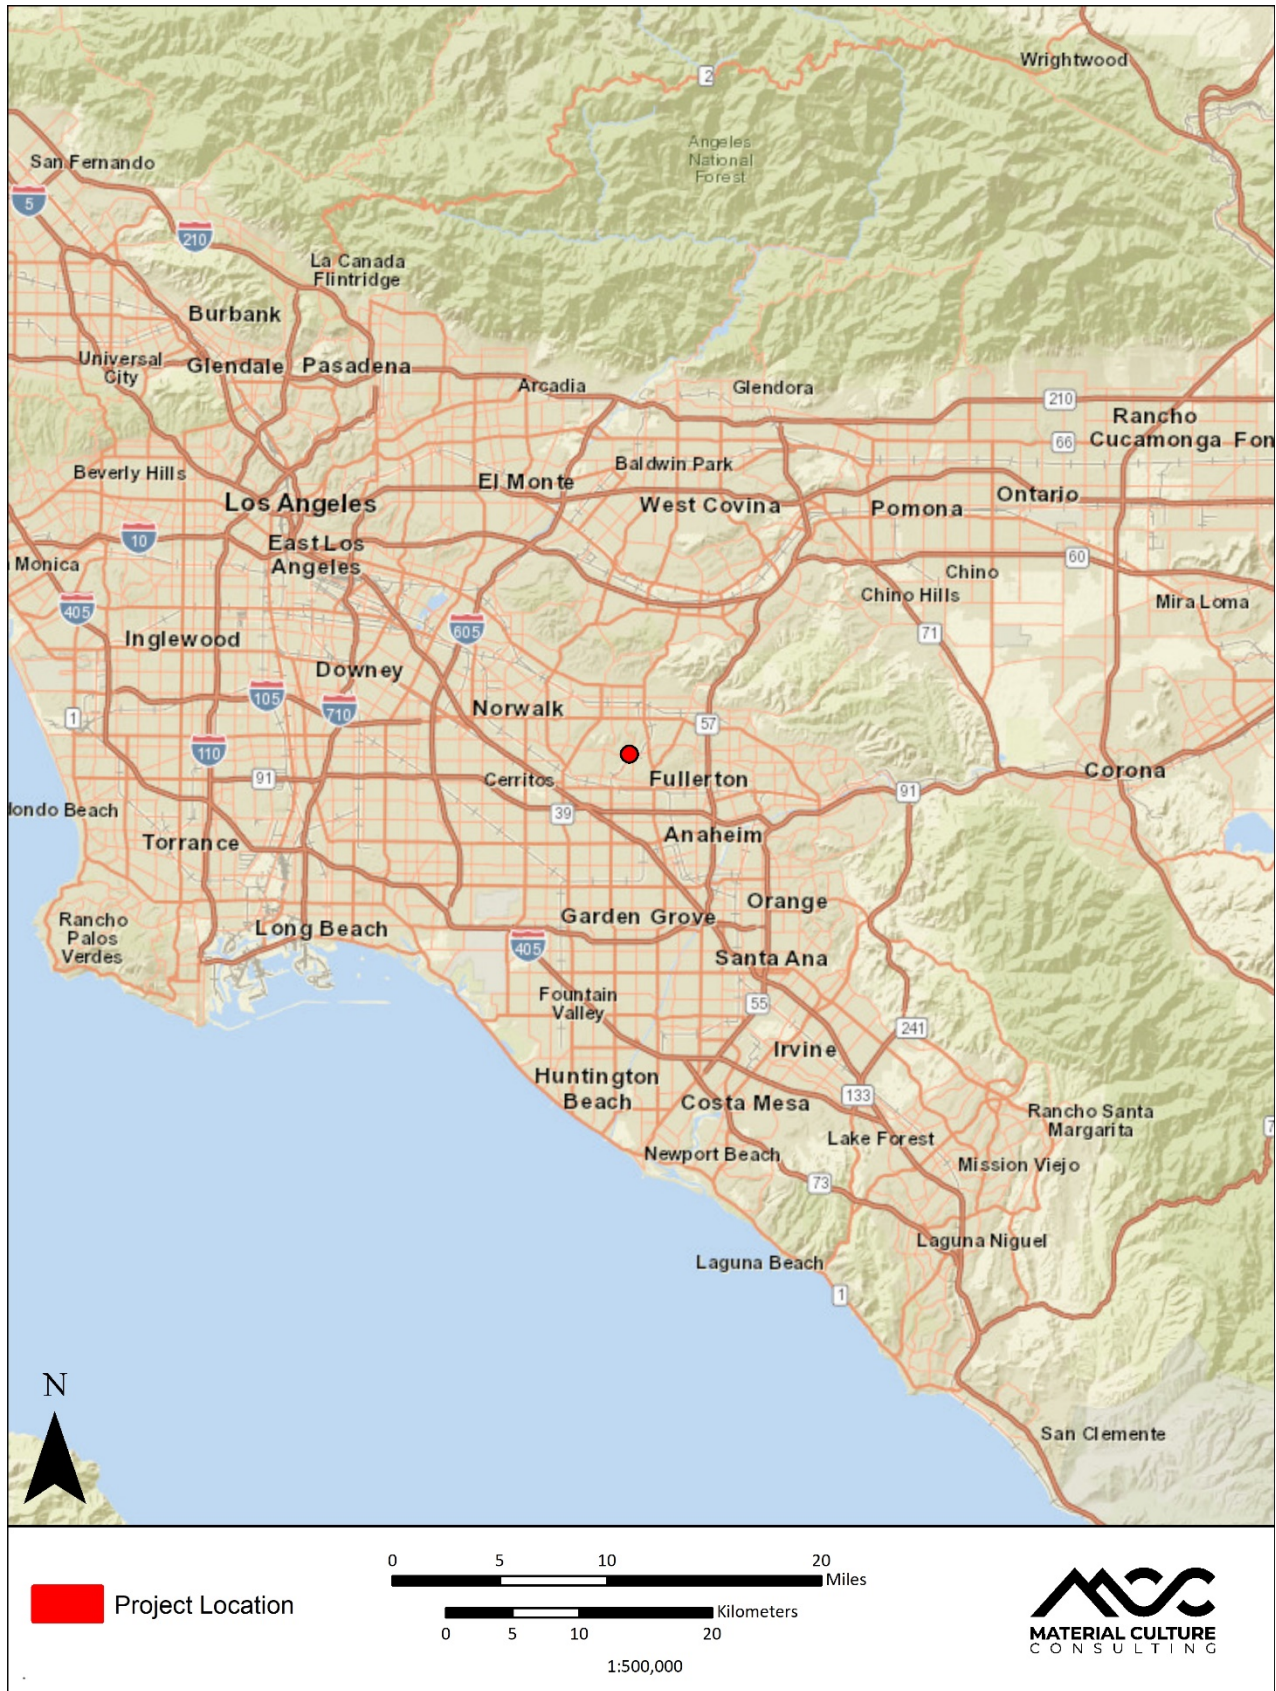 Wrightwood
2
Angeles
National
Forest
San Fernando
5
210
La Canada
Flintridge
Burbank
Universal
City
Glendale
Pasadena
Arcadia
Glendora
210
Rancho
Cucamonga
Fon
66
Beverly Hills
Baldwin Park
El Monte
West Covina
Ontario
Los Angeles
Pomona
10
East Los
Angeles
Monica
60
Chino
405
Chino Hills
Mira Loma
605
71
Inglewood
Downey
105
710
Norwalk
1
57
110
91
Cerritos
Fullerton
Corona
91
londo Beach
39
Torrance
Anaheim
Orange
Rancho
Palos
Verdes
Long Beach
Garden Grove
405
Santa Ana
Fountain
Valley
55
241
Irvine
Huntington
Beach
Costa Mesa
133
Rancho Santa
Margarita
Lake Forest
7
Newport Beach
Mission Viejo
73
Laguna Niguel
Laguna Beach
1
N
San Clemente
Project Location
0 5 10 20
Miles
Kilometers
0 5 10 20
1:500,000
MCC
MATERIAL CULTURE
CONSULTING